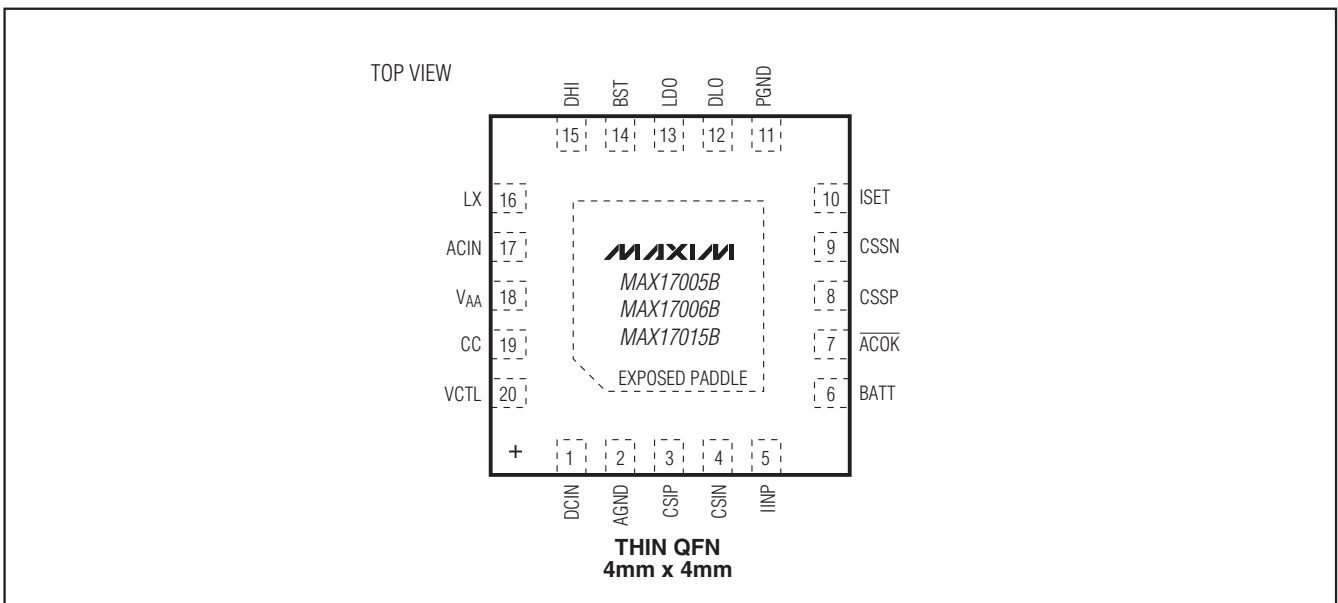 TOP VIEW
DHI BST LDO DLO PGND
15 14 13 12 11
LX 16
ACIN 17
VAA 18
CC 19
VCTL 20
10 ISET
9 CSSN
8 CSSP
7 ACOK
6 BATT
MAXIM
MAX17005B
MAX17006B
MAX17015B
EXPOSED PADDLE
+
1 2 3 4 5
DCIN AGND CSIP CSIN IINP
THIN QFN
4mm x 4mm